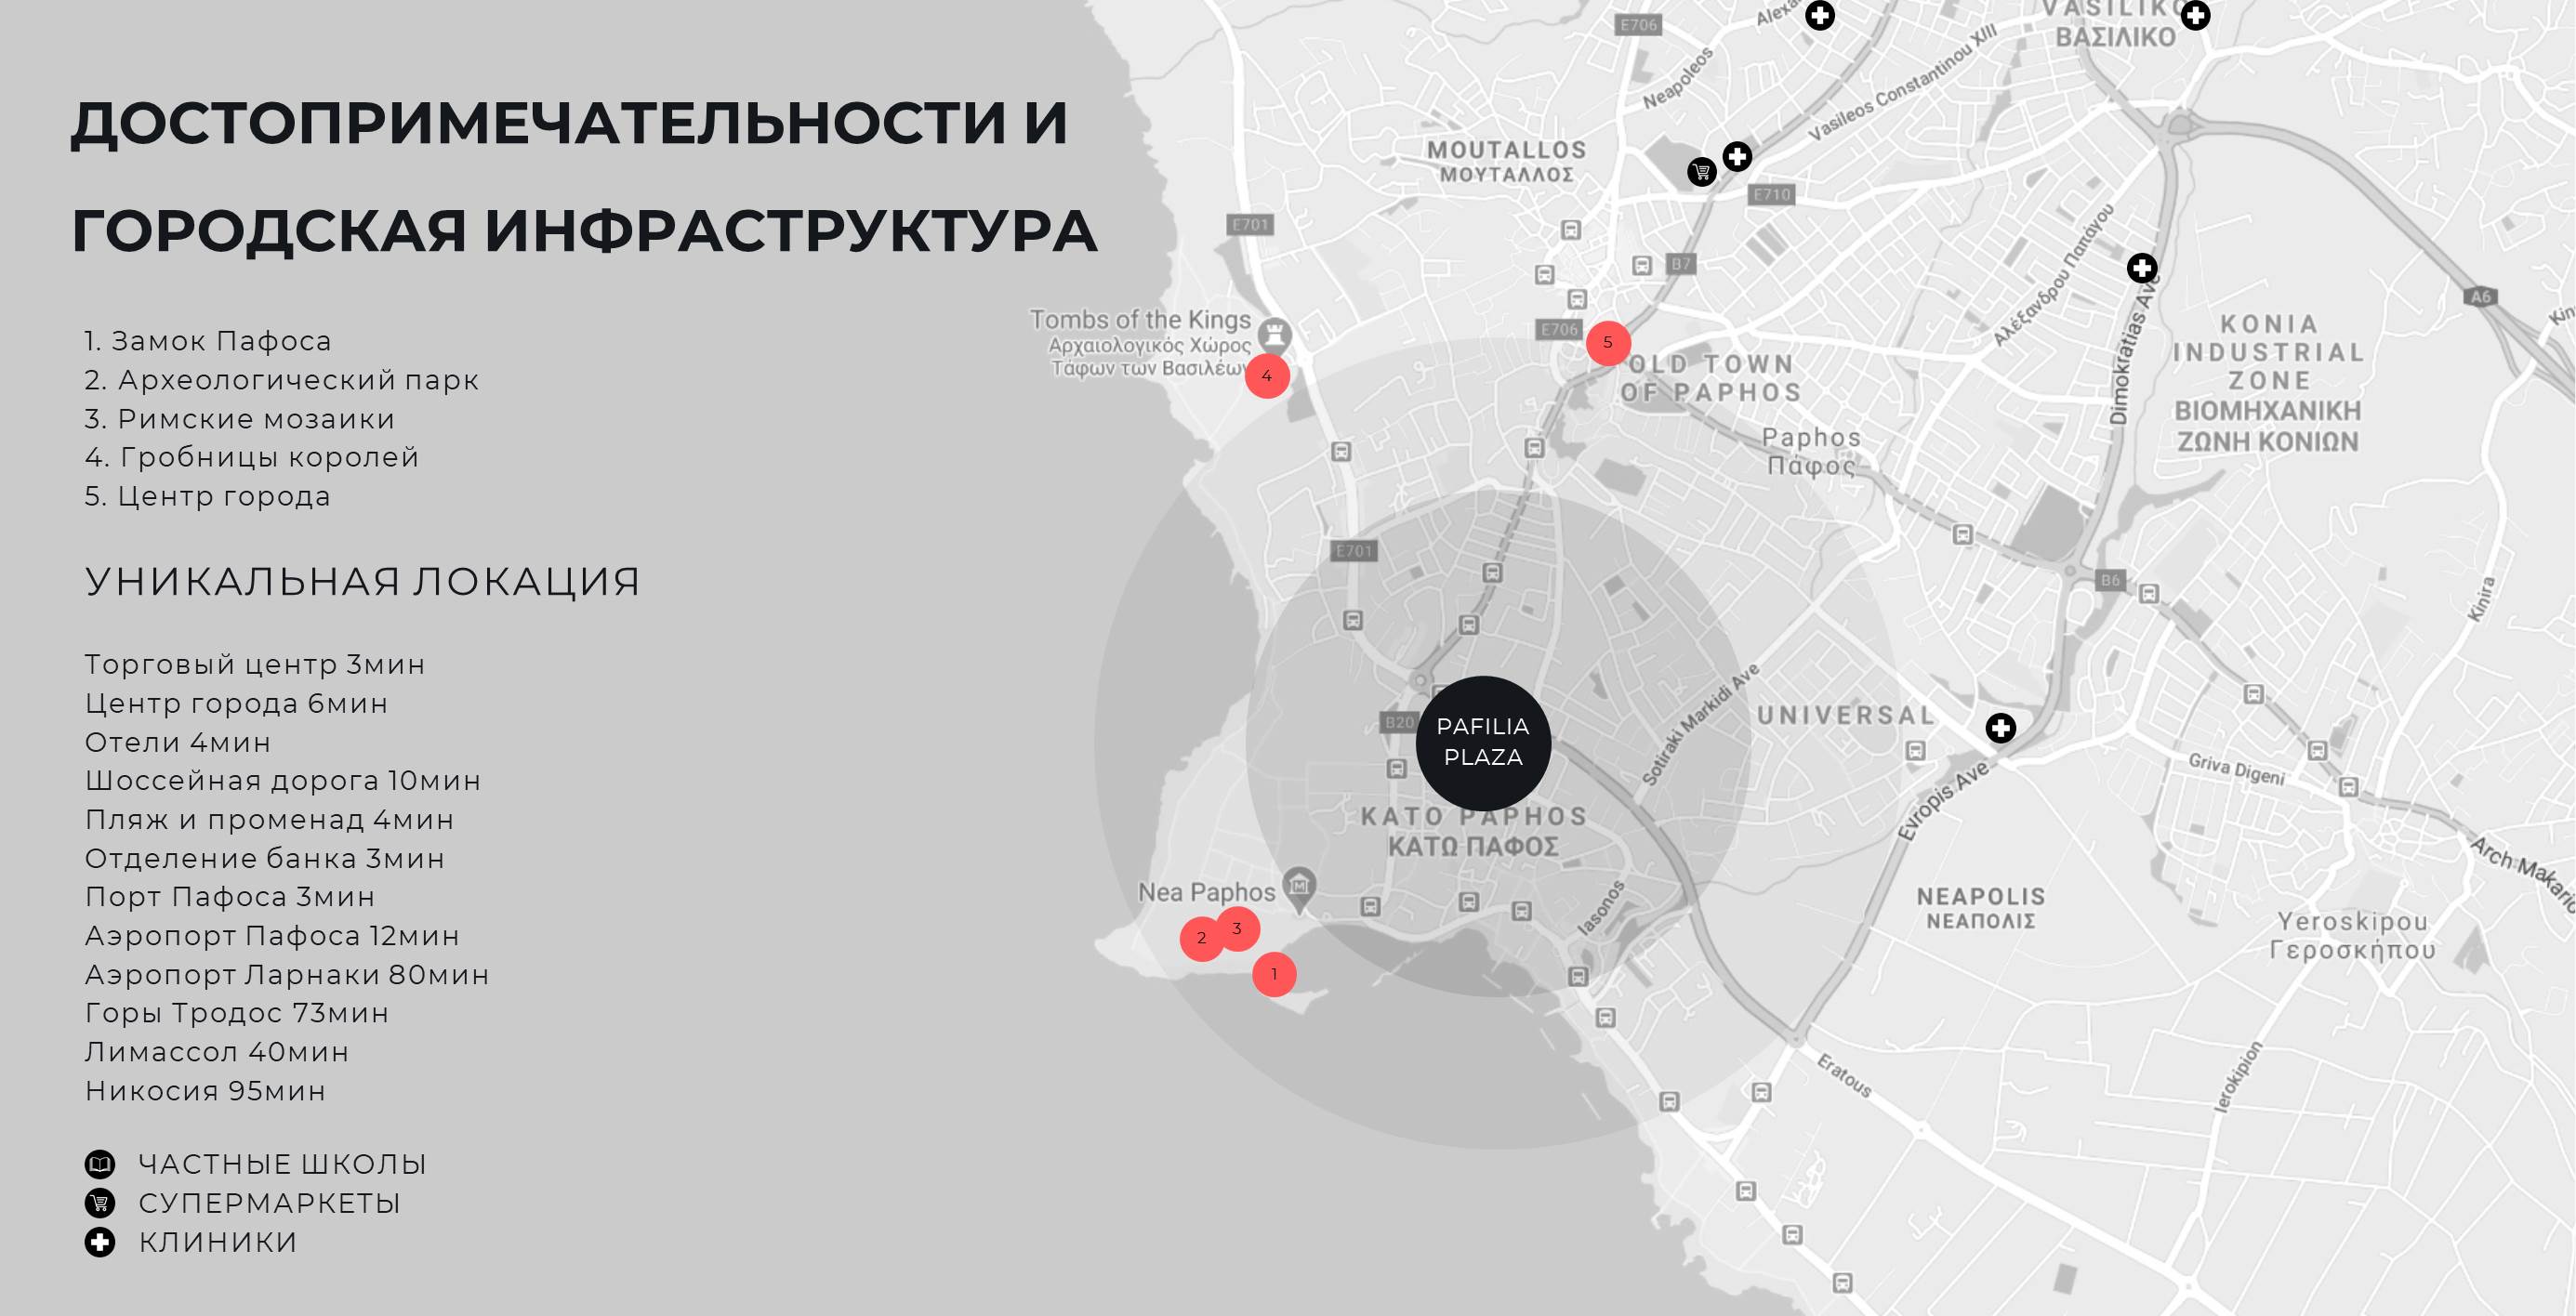 ДОСТОПРИМЕЧАТЕЛЬНОСТИ И
ГОРОДСКАЯ ИНФРАСТРУКТУРА
1. Замок Пафоса
2. Археологический парк
3. Римские мозаики
4. Гробницы королей
5. Центр города
УНИКАЛЬНАЯ ЛОКАЦИЯ
Торговый центр 3мин
Центр города 6мин
Отели 4мин
Шоссейная дорога 10мин
Пляж и променад 4мин
Отделение банка 3мин
Порт Пафоса 3мин
Аэропорт Пафоса 12мин
Аэропорт Ларнаки 80мин
Горы Тродос 73мин
Лимассол 40мин
Никосия 95мин
ЧАСТНЫЕ ШКОЛЫ
СУПЕРМАРКЕТЫ
КЛИНИКИ
E706
Neapoleos
Vasileos Constantinou XIII
ΒΑΣΙΛΙΚΟ
MOUTALLOS
ΜΟΥΤΑΛΛΟΣ
E710
E701
B7
A6
Tombs of the Kings
Αρχαιολογικός Χώρος
Τάφων των Βασιλέων
4
E706
5
OLD TOWN
OF PAPHOS
Αλέξανδρου Παπάγου
Dimokratias Ave
KONIA
INDUSTRIAL
ZONE
ΒΙΟΜΗΧΑΝΙΚΗ
ΖΩΝΗ ΚΟΝΙΩΝ
Paphos
Πάφος
E701
B6
Kinira
B20
PAFILIA
PLAZA
Sotiraki Markidi Ave
UNIVERSAL
KATO PAPHOS
ΚΑΤΩ ΠΑΦΟΣ
Evropis Ave
Griva Digeni
Nea Paphos
2
3
1
Iasonos
NEAPOLIS
ΝΕΑΠΟΛΙΣ
Yeroskipou
Γεροσκήπου
Eratous
Ierokipion